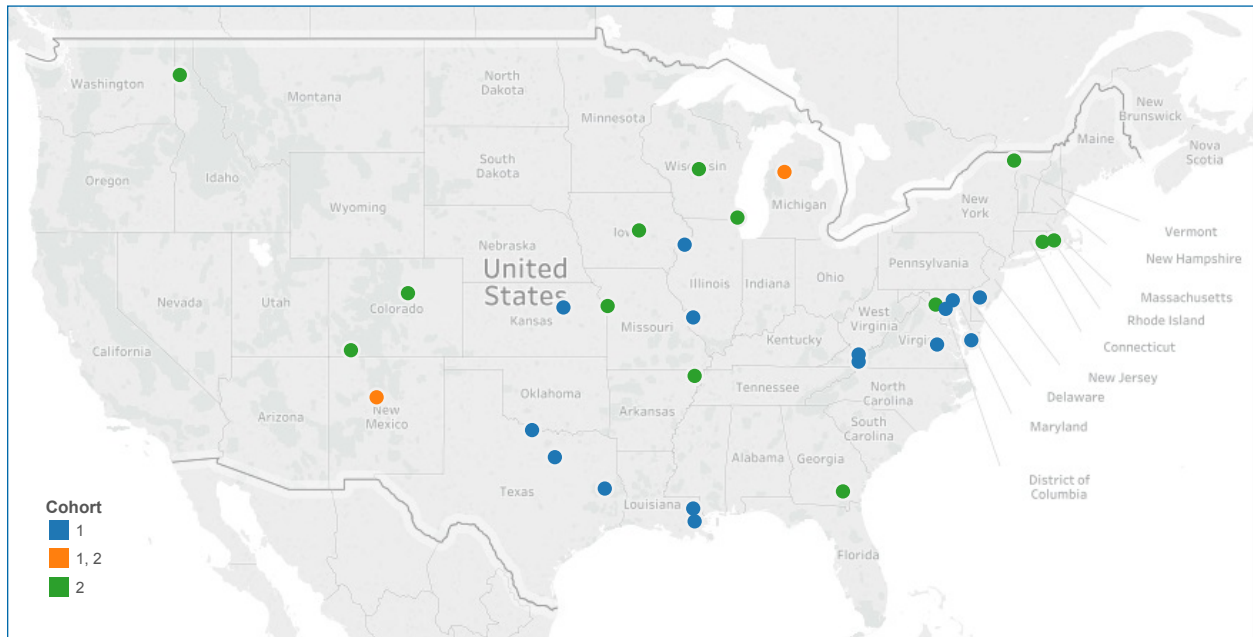 Washington
Montana
North
Dakota
Minnesota
Maine
New
Brunswick
Nova
Scotia
Oregon
Idaho
South
Dakota
Wisconsin
Michigan
New
York
Wyoming
Vermont
New Hampshire
Nebraska
Iowa
Pennsylvania
Massachusetts
Rhode Island
Connecticut
New Jersey
Delaware
Maryland
District of
Columbia
Nevada
Utah
Colorado
United
States
Kansas
Missouri
Illinois
Indiana
Ohio
West
Virginia
Virginia
Kentucky
California
Arizona
New
Mexico
Oklahoma
Arkansas
Tennessee
North
Carolina
South
Carolina
Texas
Louisiana
Alabama
Georgia
Florida
Cohort
1
1, 2
2